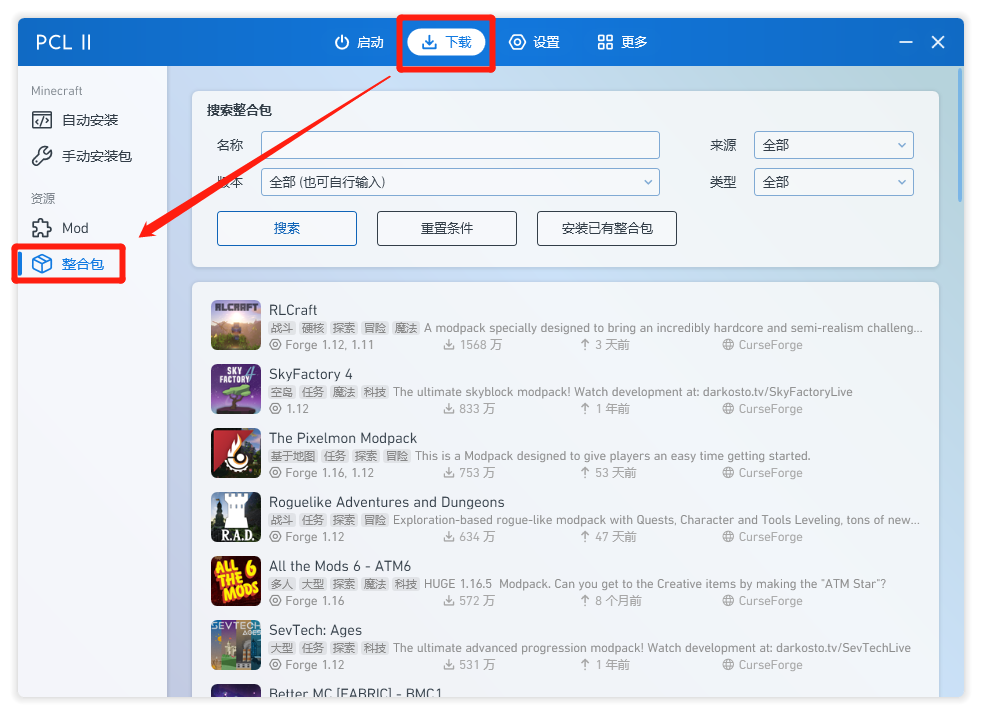 PCL II 启动 下载 设置 更多
Minecraft
自动安装
手动安装包
资源
Mod
整合包
搜索整合包
名称 来源 全部
版本 全部 (也可自行输入) 类型 全部
搜索 重置条件 安装已有整合包
RLCRAFT
RLCraft
战斗 硬核 探索 冒险 魔法 A modpack specially designed to bring an incredibly hardcore and semi-realism challeng...
Forge 1.12, 1.11 1568 万 3 天前 CurseForge
SKY FACTORY 4
SkyFactory 4
空岛 任务 魔法 科技 The ultimate skyblock modpack! Watch development at: darkosto.tv/SkyFactoryLive
1.12 833 万 1 年前 CurseForge
The Pixelmon Modpack
基于地图 任务 探索 冒险 This is a Modpack designed to give players an easy time getting started.
Forge 1.16, 1.12 753 万 53 天前 CurseForge
R.A.D.
Roguelike Adventures and Dungeons
战斗 任务 探索 冒险 Exploration-based rogue-like modpack with Quests, Character and Tools Leveling, tons of new...
Forge 1.12 634 万 47 天前 CurseForge
ALL THE MODS 6
All the Mods 6 - ATM6
多人 大型 探索 魔法 科技 HUGE 1.16.5 Modpack. Can you get to the Creative items by making the "ATM Star"?
Forge 1.16 572 万 8 个月前 CurseForge
SEVTECH AGES
SevTech: Ages
大型 任务 探索 科技 The ultimate advanced progression modpack! Watch development at: darkosto.tv/SevTechLive
Forge 1.12 531 万 1 年前 CurseForge
Better MC [FABRIC] - BMC1